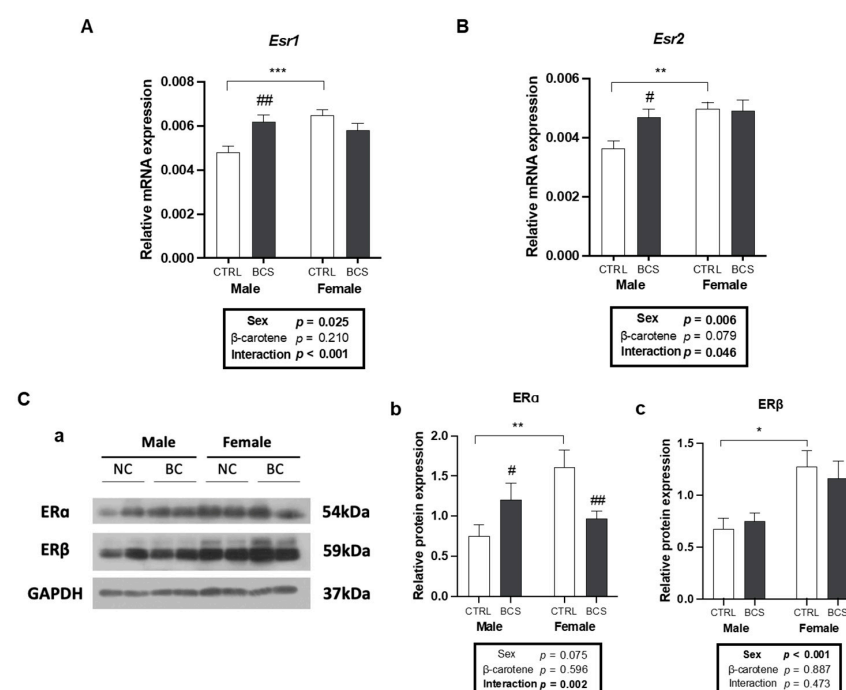 A
Esr1
Relative mRNA expression
0.008
0.006
0.004
0.002
0.000
***
##
CTRL BCS CTRL BCS
Male Female
Sex p = 0.025
β-carotene p = 0.210
Interaction p < 0.001
B
Esr2
Relative mRNA expression
0.006
0.004
0.002
0.000
**
#
CTRL BCS CTRL BCS
Male Female
Sex p = 0.006
β-carotene p = 0.079
Interaction p = 0.046
C
a
Male Female
NC BC NC BC
ERɑ 54kDa
ERβ 59kDa
GAPDH 37kDa
b
ERɑ
Relative protein expression
2.0
1.5
1.0
0.5
0.0
**
#
##
CTRL BCS CTRL BCS
Male Female
Sex p = 0.075
β-carotene p = 0.596
Interaction p = 0.002
c
ERβ
Relative protein expression
1.5
1.0
0.5
0.0
*
CTRL BCS CTRL BCS
Male Female
Sex p < 0.001
β-carotene p = 0.887
Interaction p = 0.473